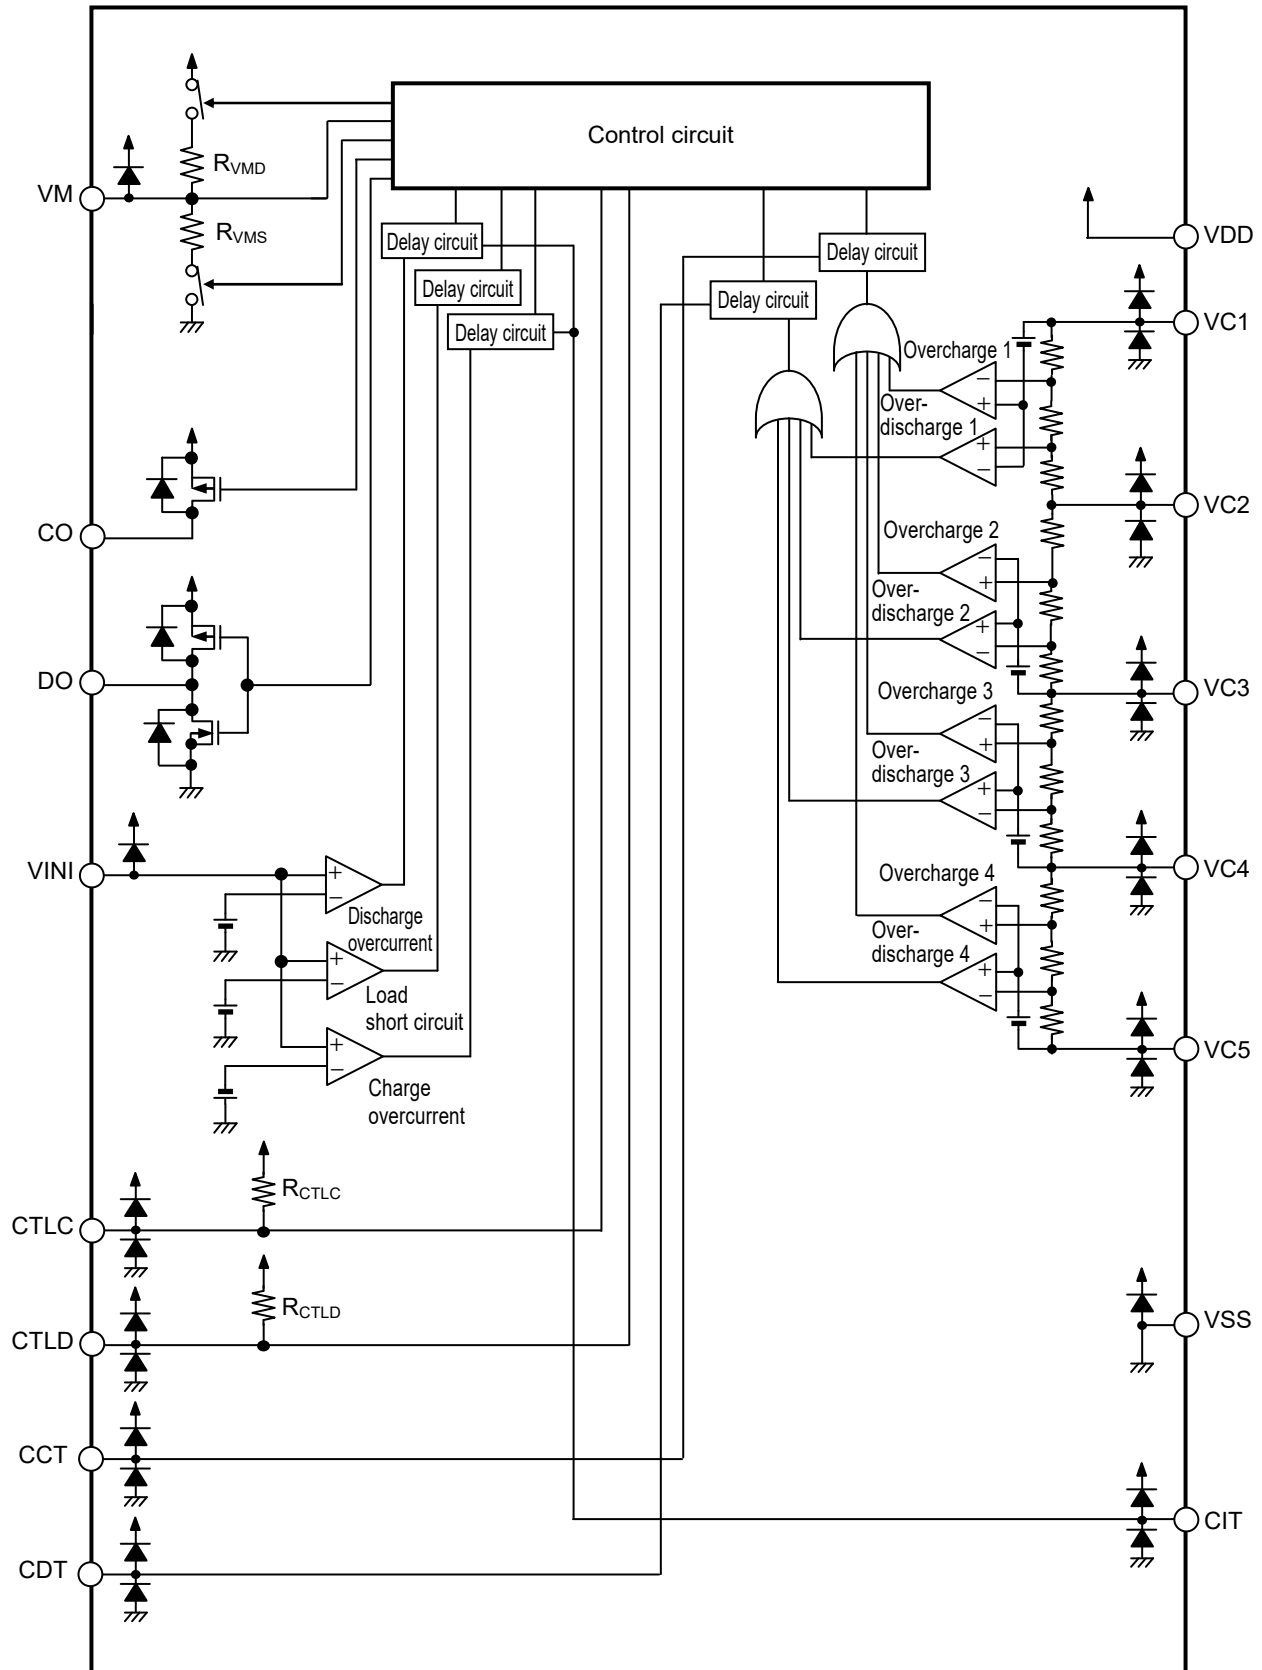 Control circuit
RVMD
VM
RVMS
Delay circuit
Delay circuit
Delay circuit
Delay circuit
Delay circuit
VDD
VC1
Overcharge 1
−
+
Over-
discharge 1
+
−
VC2
CO
Overcharge 2
−
+
Over-
discharge 2
+
−
VC3
DO
Overcharge 3
−
+
Over-
discharge 3
+
−
VC4
VINI
+
−
Discharge
overcurrent
Overcharge 4
−
+
Over-
discharge 4
+
−
+
−
Load
short circuit
VC5
+
−
Charge
overcurrent
RCTLC
CTLC
RCTLD
CTLD
VSS
CCT
CIT
CDT